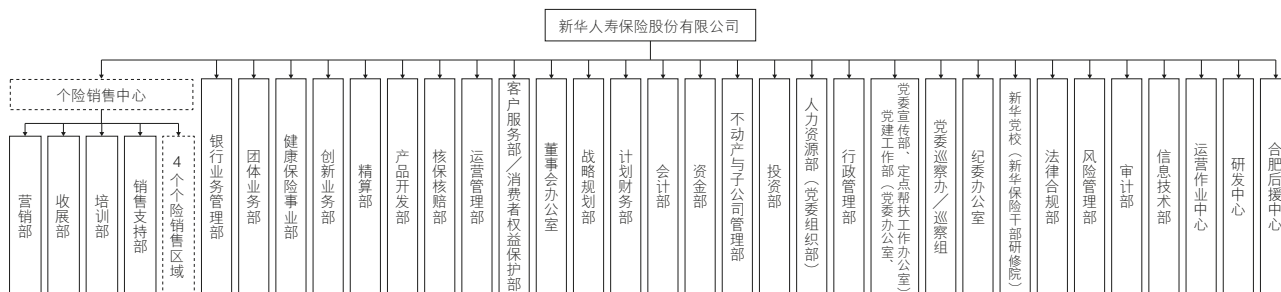 新华人寿保险股份有限公司
个险销售中心
营销部
收展部
培训部
销售支持部
4个个险销售区域
银行业务管理部
团体业务部
健康保险事业部
创新业务部
精算部
产品开发部
核保核赔部
运营管理部
客户服务部／消费者权益保护部
董事会办公室
战略规划部
计划财务部
会计部
资金部
不动产与子公司管理部
投资部
人力资源部（党委组织部）
行政管理部
党建工作部（党委办公室、
党委宣传部、定点帮扶工作办公室）
党委巡察办／巡察组
纪委办公室
新华党校（新华保险干部研修院）
法律合规部
风险管理部
审计部
信息技术部
运营作业中心
研发中心
合肥后援中心